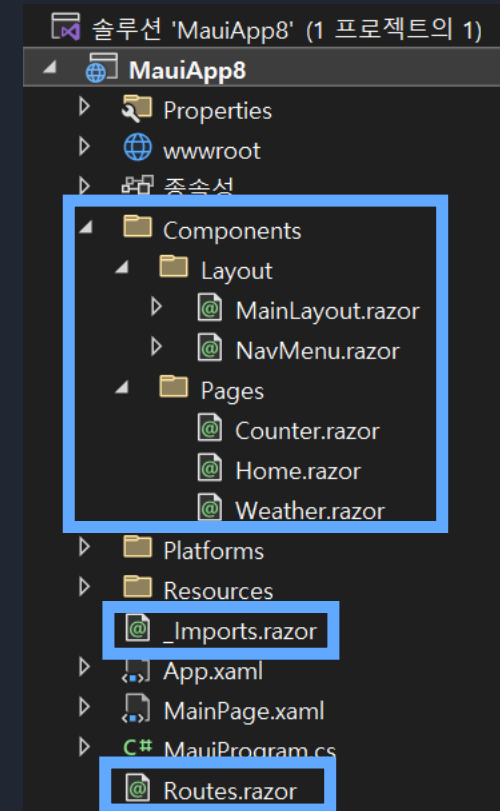 솔루션 'MauiApp8' (1 프로젝트의 1)
MauiApp8
Properties
wwwroot
종속성
Components
Layout
MainLayout.razor
NavMenu.razor
Pages
Counter.razor
Home.razor
Weather.razor
Platforms
Resources
_Imports.razor
App.xaml
MainPage.xaml
C# MauiProgram.cs
Routes.razor